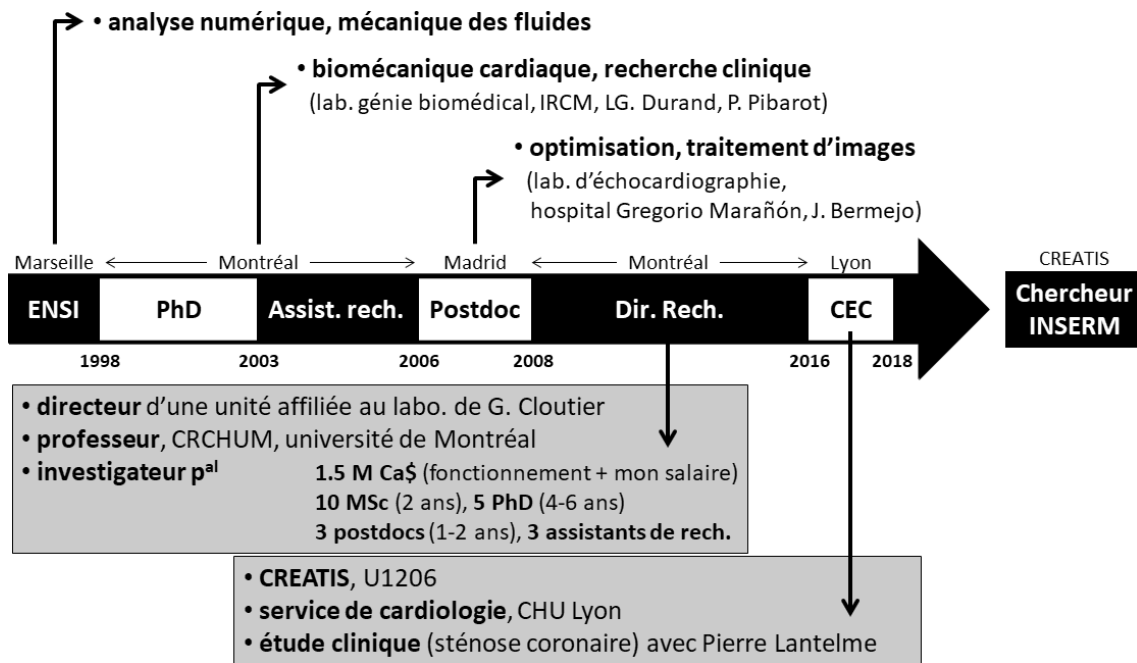 • analyse numérique, mécanique des fluides
• biomécanique cardiaque, recherche clinique
(lab. génie biomédical, IRCM, LG. Durand, P. Pibarot)
• optimisation, traitement d’images
(lab. d’échocardiographie,
hospital Gregorio Marañón, J. Bermejo)
Marseille Montréal Madrid Montréal Lyon CREATIS
ENSI PhD Assist. rech. Postdoc Dir. Rech. CEC Chercheur
INSERM
1998 2003 2006 2008 2016 2018
• directeur d’une unité affiliée au labo. de G. Cloutier
• professeur, CRCHUM, université de Montréal
• investigateur pal 1.5 M Ca$ (fonctionnement + mon salaire)
10 MSc (2 ans), 5 PhD (4-6 ans)
3 postdocs (1-2 ans), 3 assistants de rech.
• CREATIS, U1206
• service de cardiologie, CHU Lyon
• étude clinique (sténose coronaire) avec Pierre Lantelme